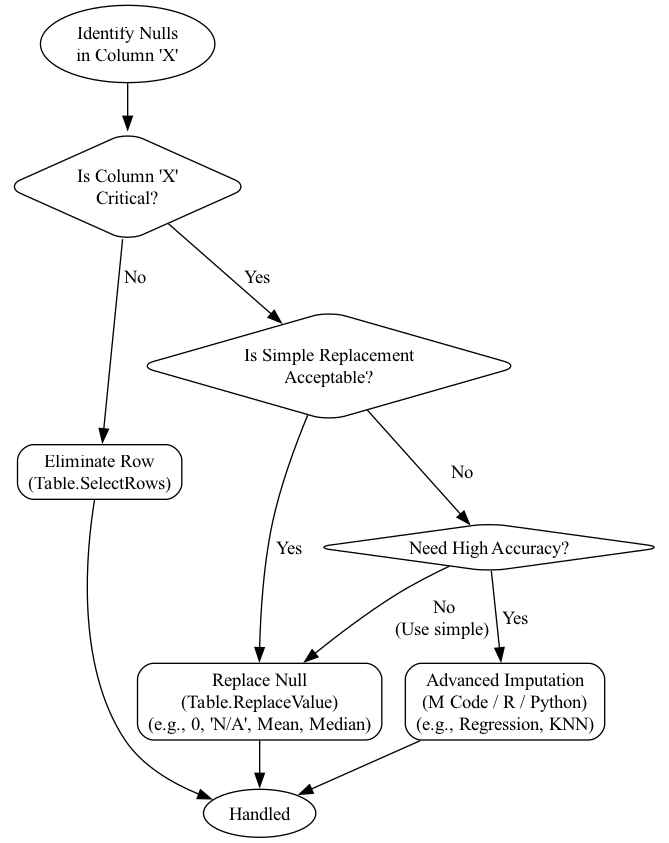 Identify Nulls
in Column 'X'
Is Column 'X'
Critical?
No
Yes
Is Simple Replacement
Acceptable?
Eliminate Row
(Table.SelectRows)
No
Yes
Need High Accuracy?
No
(Use simple)
Yes
Replace Null
(Table.ReplaceValue)
(e.g., 0, 'N/A', Mean, Median)
Advanced Imputation
(M Code / R / Python)
(e.g., Regression, KNN)
Handled